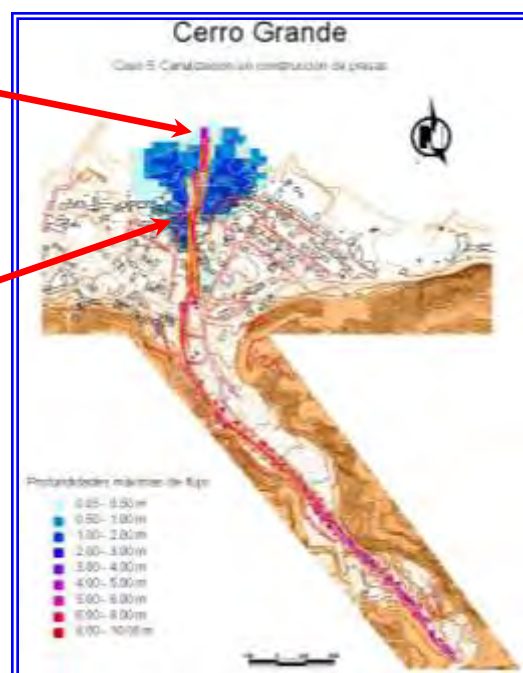 Cerro Grande
Caso 5: Canalización sin construcción de presas
Profundidades máximas de flujo
0.05 - 0.50 m
0.50 - 1.00 m
1.00 - 2.00 m
2.00 - 3.00 m
3.00 - 4.00 m
4.00 - 5.00 m
5.00 - 6.00 m
6.00 - 8.00 m
8.00 - 10.00 m